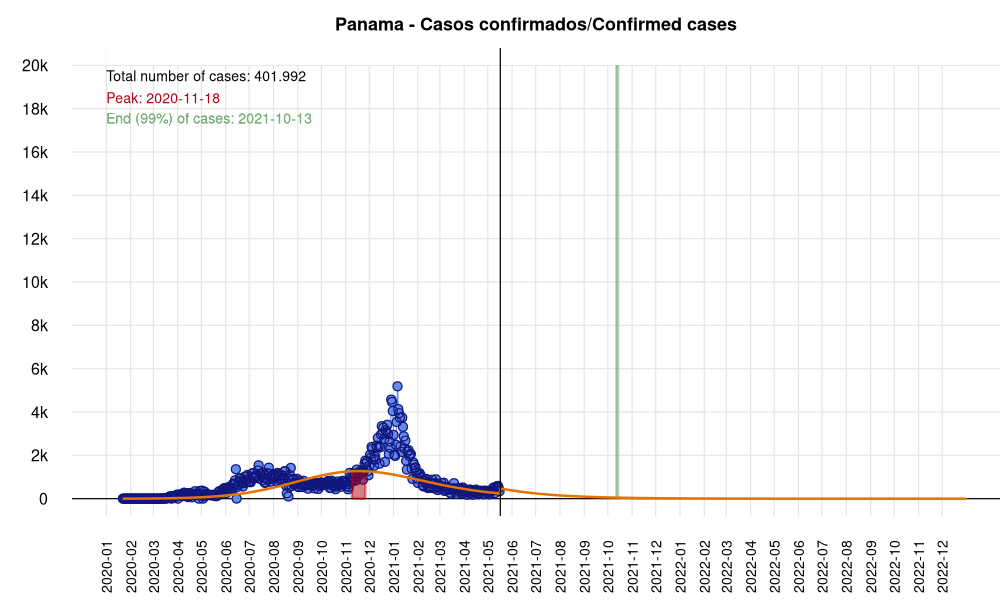 Panama - Casos confirmados/Confirmed cases
Total number of cases: 401.992
Peak: 2020-11-18
End (99%) of cases: 2021-10-13
20k
18k
16k
14k
12k
10k
8k
6k
4k
2k
0
2020-01
2020-02
2020-03
2020-04
2020-05
2020-06
2020-07
2020-08
2020-09
2020-10
2020-11
2020-12
2021-01
2021-02
2021-03
2021-04
2021-05
2021-06
2021-07
2021-08
2021-09
2021-10
2021-11
2021-12
2022-01
2022-02
2022-03
2022-04
2022-05
2022-06
2022-07
2022-08
2022-09
2022-10
2022-11
2022-12